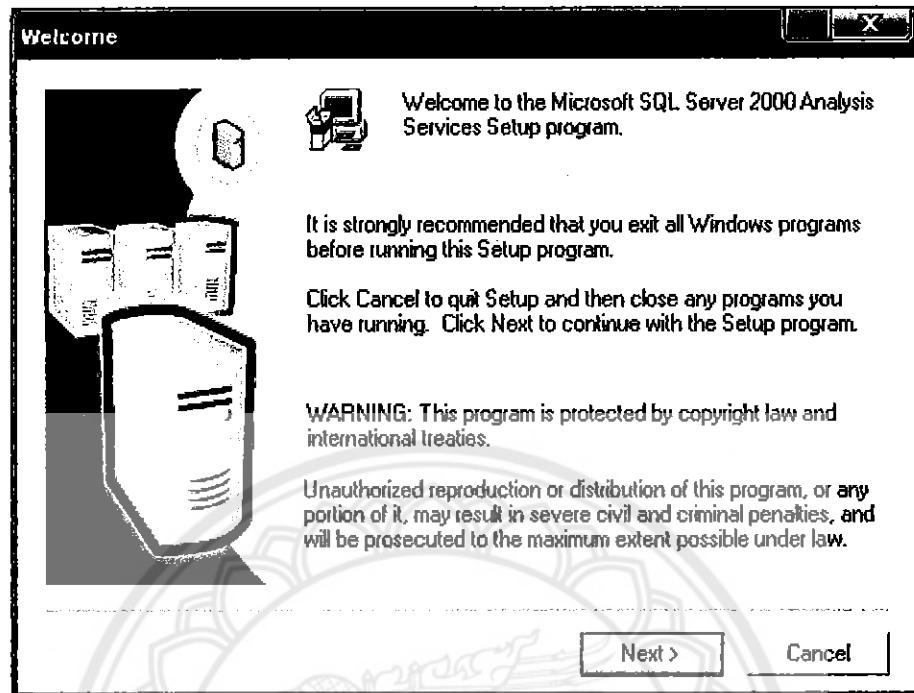 Welcome
X
Welcome to the Microsoft SQL Server 2000 Analysis
Services Setup program.
It is strongly recommended that you exit all Windows programs
before running this Setup program.
Click Cancel to quit Setup and then close any programs you
have running. Click Next to continue with the Setup program.
WARNING: This program is protected by copyright law and
international treaties.
Unauthorized reproduction or distribution of this program, or any
portion of it, may result in severe civil and criminal penalties, and
will be prosecuted to the maximum extent possible under law.
Next >
Cancel